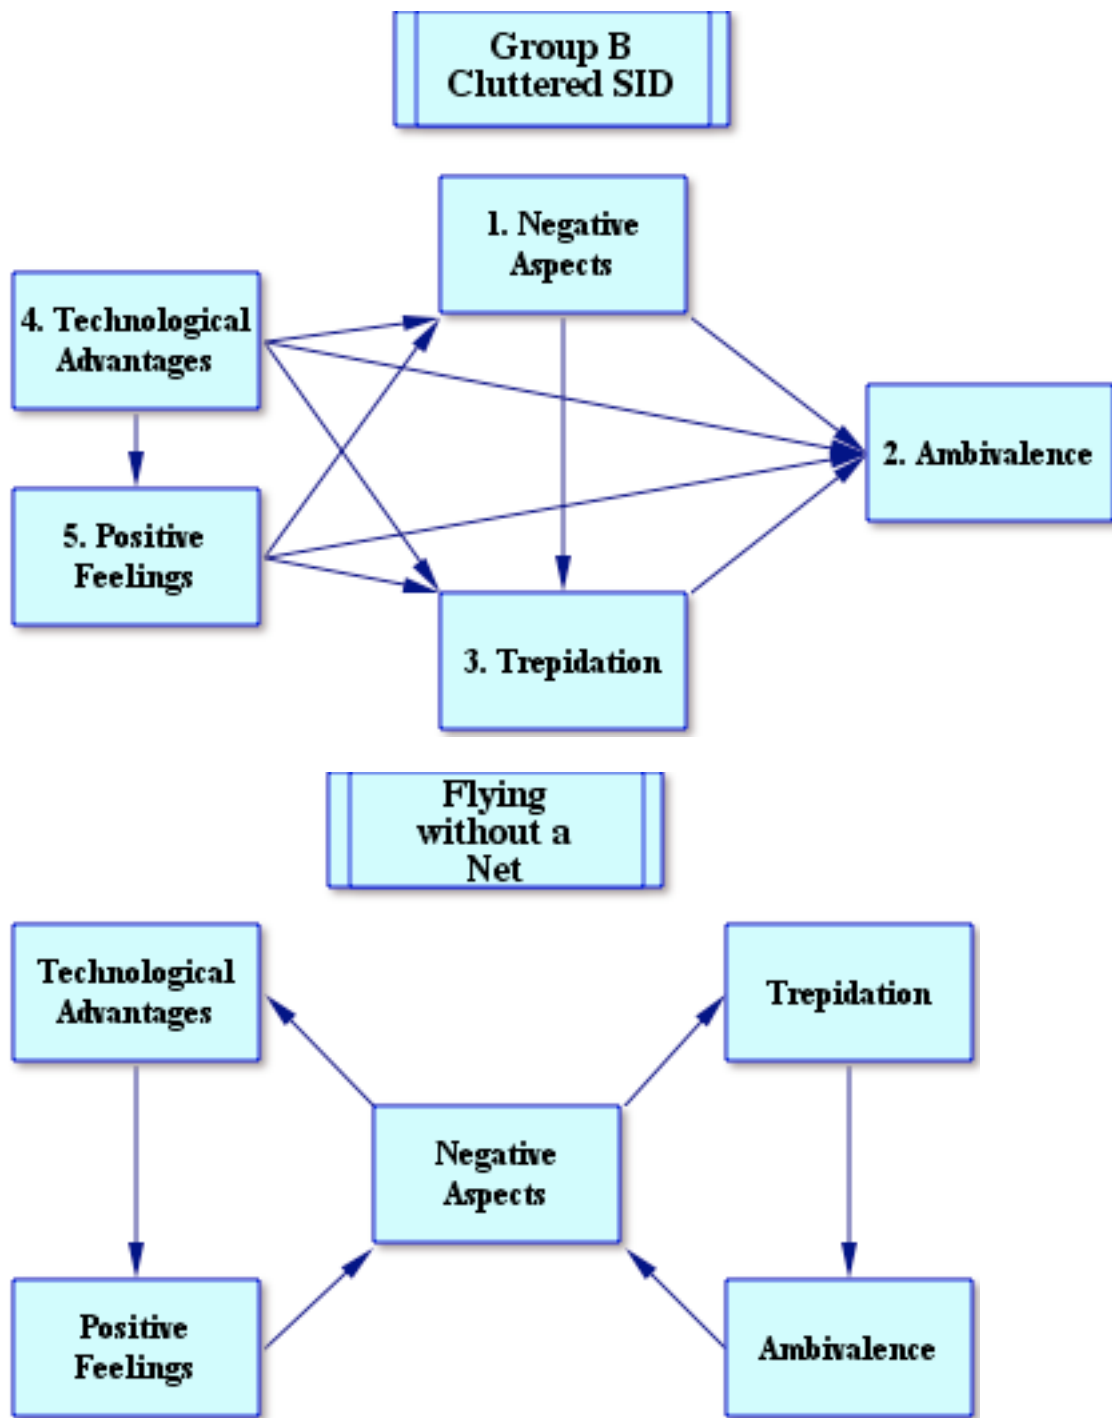 Group B
Cluttered SID
1. Negative
Aspects
4. Technological
Advantages
2. Ambivalence
5. Positive
Feelings
3. Trepidation
Flying
without a
Net
Technological
Advantages
Trepidation
Negative
Aspects
Positive
Feelings
Ambivalence